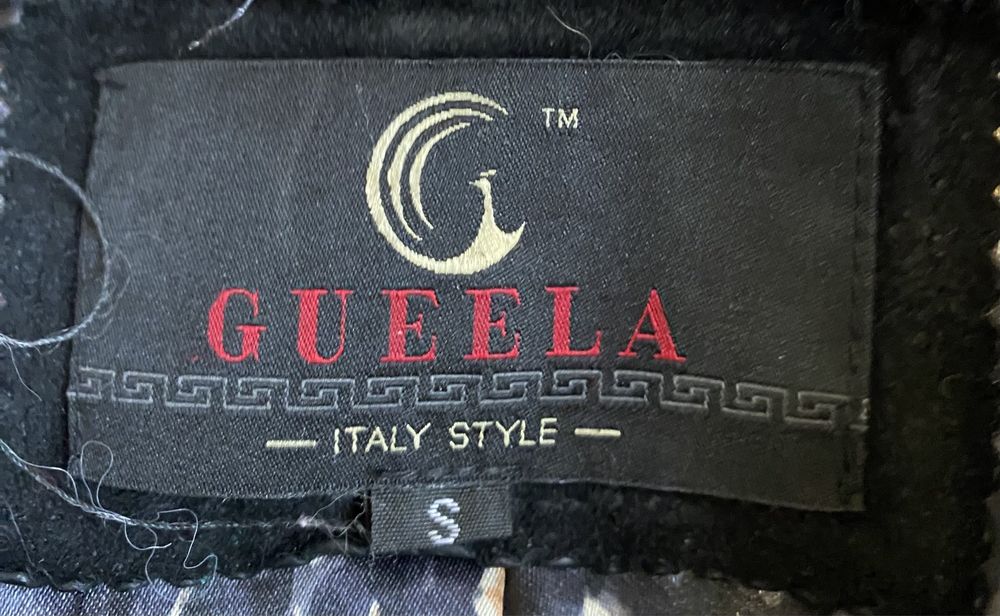 TM
GUEELA
— ITALY STYLE —
S